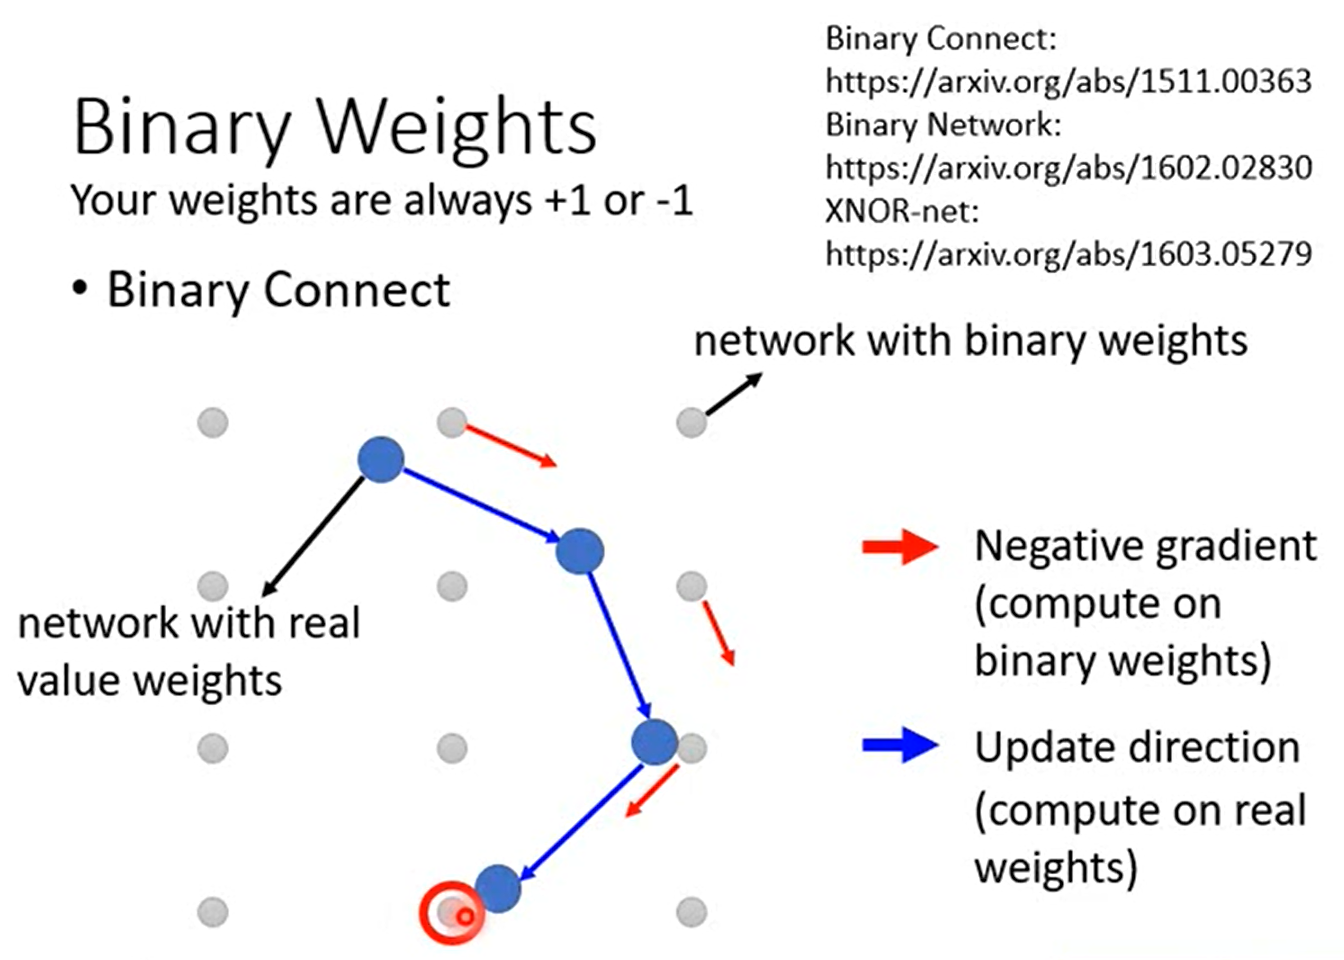 Binary Connect:
https://arxiv.org/abs/1511.00363
Binary Network:
https://arxiv.org/abs/1602.02830
XNOR-net:
https://arxiv.org/abs/1603.05279
Binary Weights
Your weights are always +1 or -1
• Binary Connect
network with binary weights
network with real
value weights
Negative gradient
(compute on
binary weights)
Update direction
(compute on real
weights)